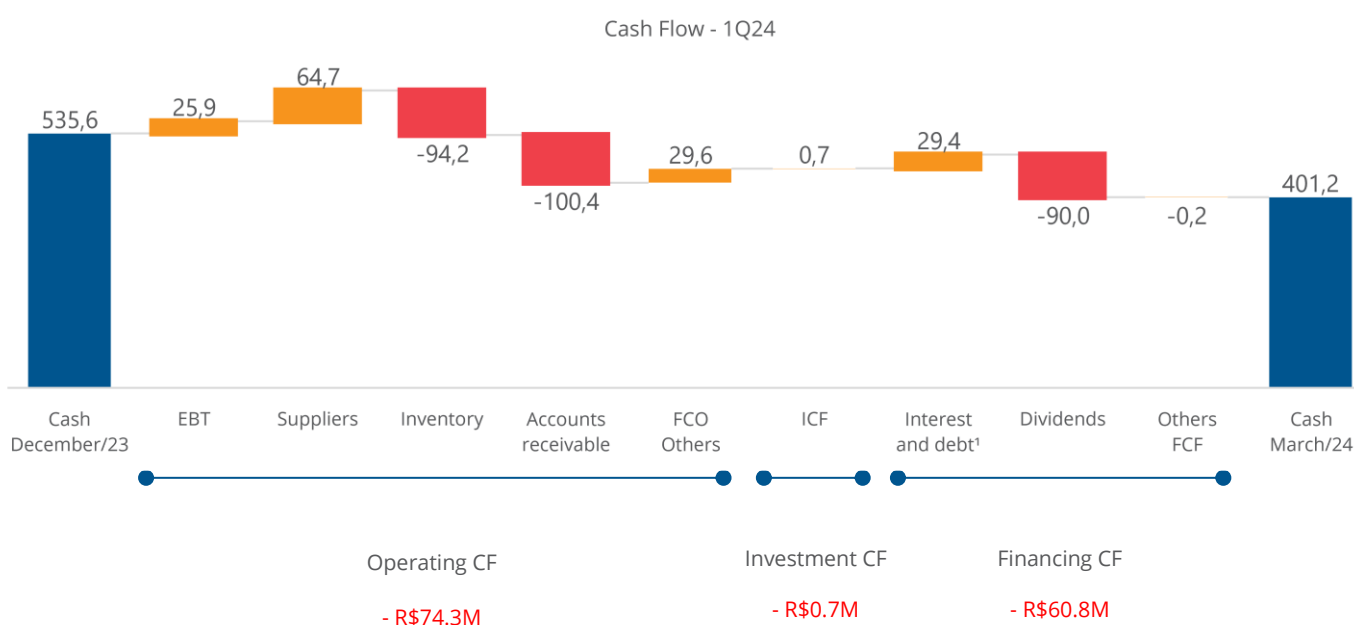 Cash Flow - 1Q24
535,6
25,9
64,7
-94,2
-100,4
29,6
0,7
29,4
-90,0
-0,2
401,2
Cash
December/23
EBT
Suppliers
Inventory
Accounts
receivable
FCO
Others
ICF
Interest
and debt¹
Dividends
Others
FCF
Cash
March/24
Operating CF
- R$74.3M
Investment CF
- R$0.7M
Financing CF
- R$60.8M